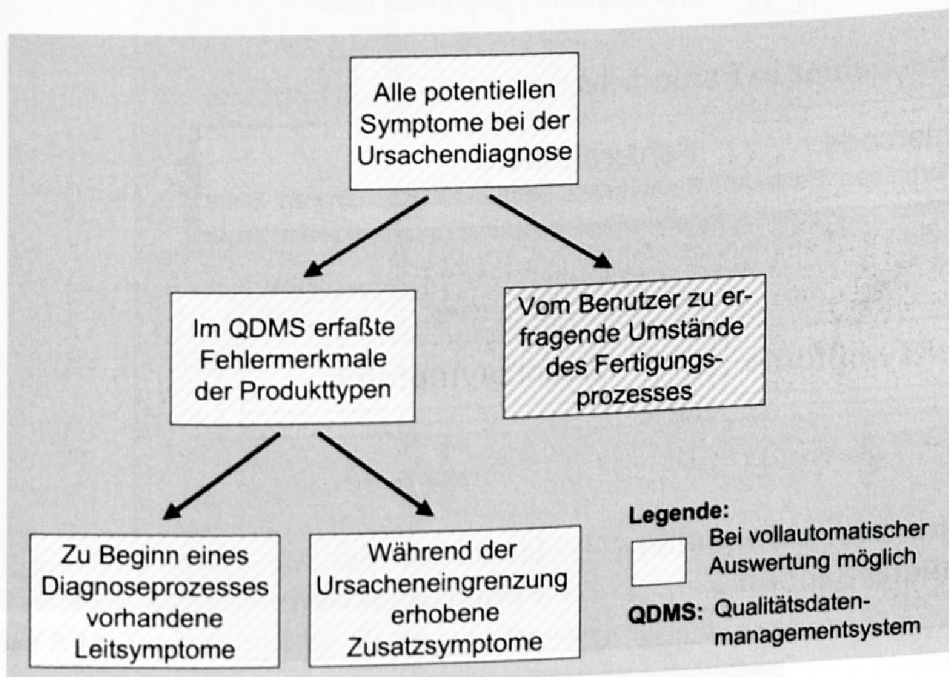 Alle potentiellen
Symptome bei der
Ursachendiagnose
Im QDMS erfaßte
Fehlermerkmale
der Produkttypen
Vom Benutzer zu er-
fragende Umstände
des Fertigungs-
prozesses
Zu Beginn eines
Diagnoseprozesses
vorhandene
Leitsymptome
Während der
Ursacheneingrenzung
erhobene
Zusatzsymptome
Legende:
Bei vollautomatischer
Auswertung möglich
QDMS: Qualitätsdaten-
managementsystem